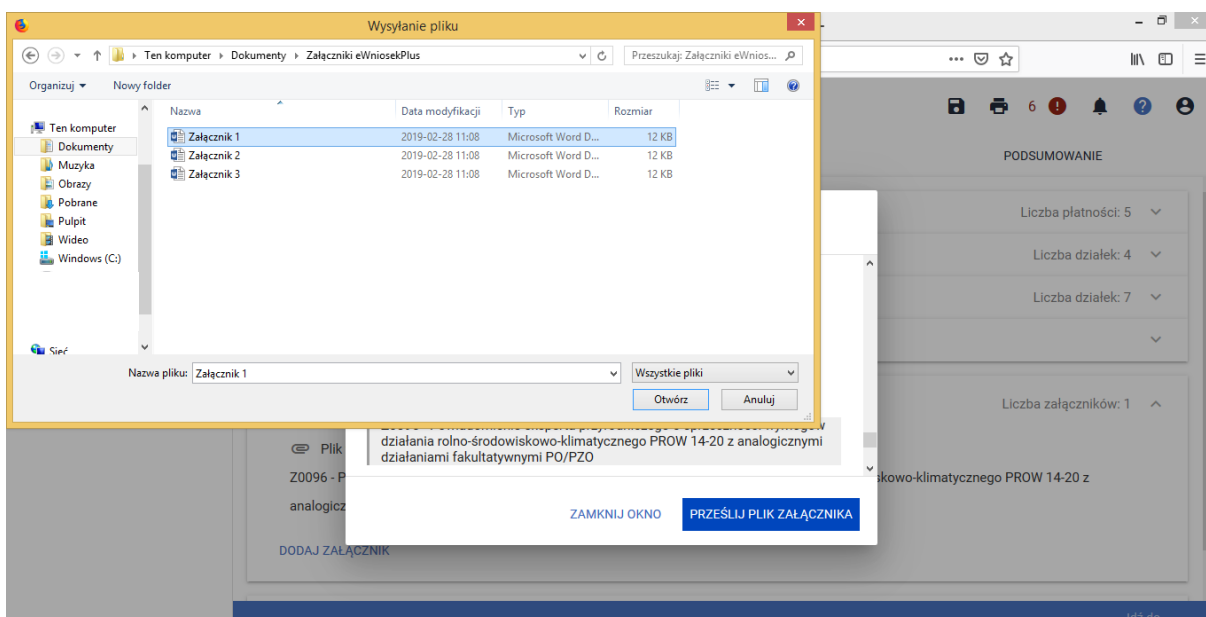 Wysyłanie pliku
Ten komputer Dokumenty Załączniki eWniosekPlus
Przeszukaj: Załączniki eWnios...
Organizuj
Nowy folder
Nazwa Data modyfikacji Typ Rozmiar
Ten komputer
Dokumenty
Muzyka
Obrazy
Pobrane
Pulpit
Wideo
Windows (C:)
Sieć
Załącznik 1 2019-02-28 11:08 Microsoft Word D... 12 KB
Załącznik 2 2019-02-28 11:08 Microsoft Word D... 12 KB
Załącznik 3 2019-02-28 11:08 Microsoft Word D... 12 KB
Nazwa pliku: Załącznik 1
Wszystkie pliki
Otwórz Anuluj
6
PODSUMOWANIE
Liczba płatności: 5
Liczba działek: 4
Liczba działek: 7
Liczba załączników: 1
działania rolno-środowiskowo-klimatycznego PROW 14-20 z analogicznymi
działaniami fakultatywnymi PO/PZO
ZAMKNIJ OKNO PRZEŚLIJ PLIK ZAŁĄCZNIKA
Plik
Z0096 - P
skowo-klimatycznego PROW 14-20 z
analogicz
DODAJ ZAŁĄCZNIK